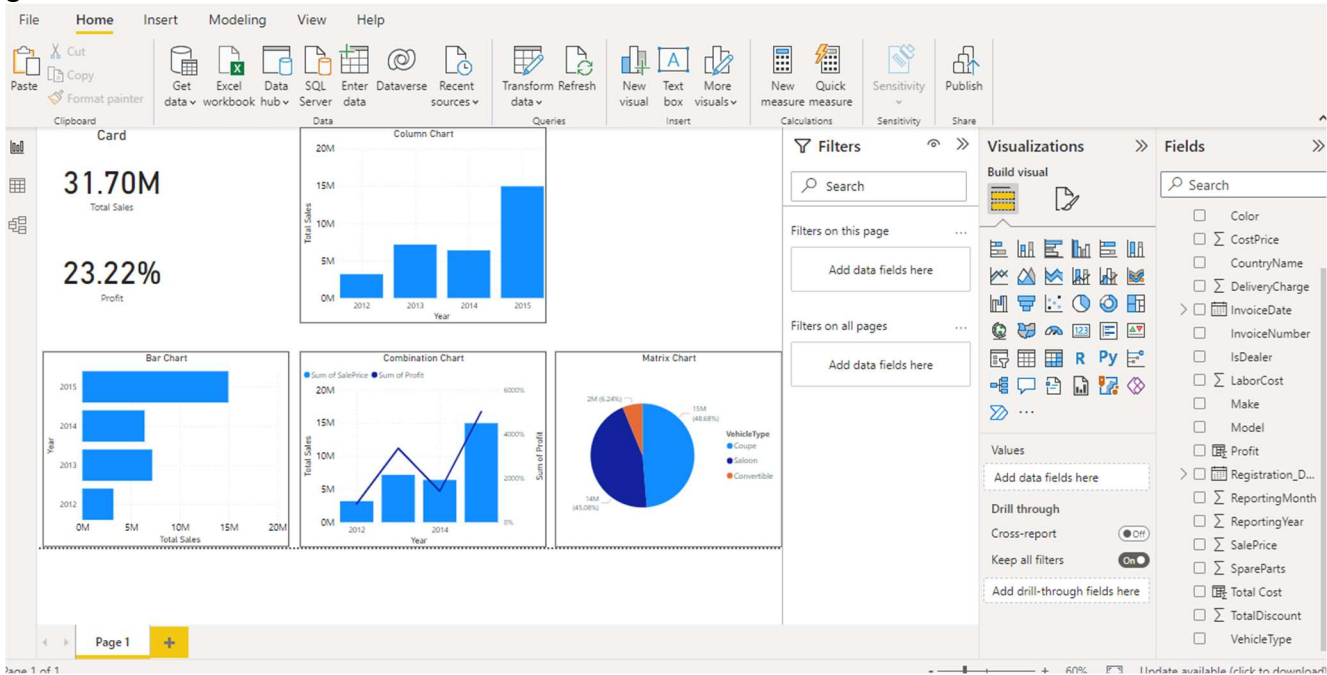 File Home Insert Modeling View Help
Paste
Cut
Copy
Format painter
Clipboard
Get data
Excel workbook
Data hub
SQL Server
Enter data
Dataverse
Recent sources
Data
Transform data
Refresh
Queries
New visual
Text box
More visuals
Insert
New measure
Quick measure
Calculations
Sensitivity
Sensitivity
Publish
Share
Card
31.70M
Total Sales
23.22%
Profit
Column Chart
20M
15M
10M
5M
0M
Total Sales
2012 2013 2014 2015
Year
Bar Chart
2015
2014
2013
2012
Year
0M 5M 10M 15M 20M
Total Sales
Combination Chart
Sum of SalePrice Sum of Profit
20M
15M
10M
5M
0M
Total Sales
6000%
4000%
2000%
0%
Sum of Profit
2012 2014
Year
Matrix Chart
2M (6.24%)
15M
(48.68%)
14M
(45.08%)
VehicleType
Coupe
Saloon
Convertible
Filters
Search
Filters on this page ...
Add data fields here
Filters on all pages ...
Add data fields here
Visualizations
Build visual
123
R Py
...
Values
Add data fields here
Drill through
Cross-report Off
Keep all filters On
Add drill-through fields here
Fields
Search
Color
∑ CostPrice
CountryName
∑ DeliveryCharge
InvoiceDate
InvoiceNumber
IsDealer
∑ LaborCost
Make
Model
Profit
Registration_D...
∑ ReportingMonth
∑ ReportingYear
∑ SalePrice
∑ SpareParts
Total Cost
∑ TotalDiscount
VehicleType
Page 1 +
Page 1 of 1
- + 60% Update available (click to download)